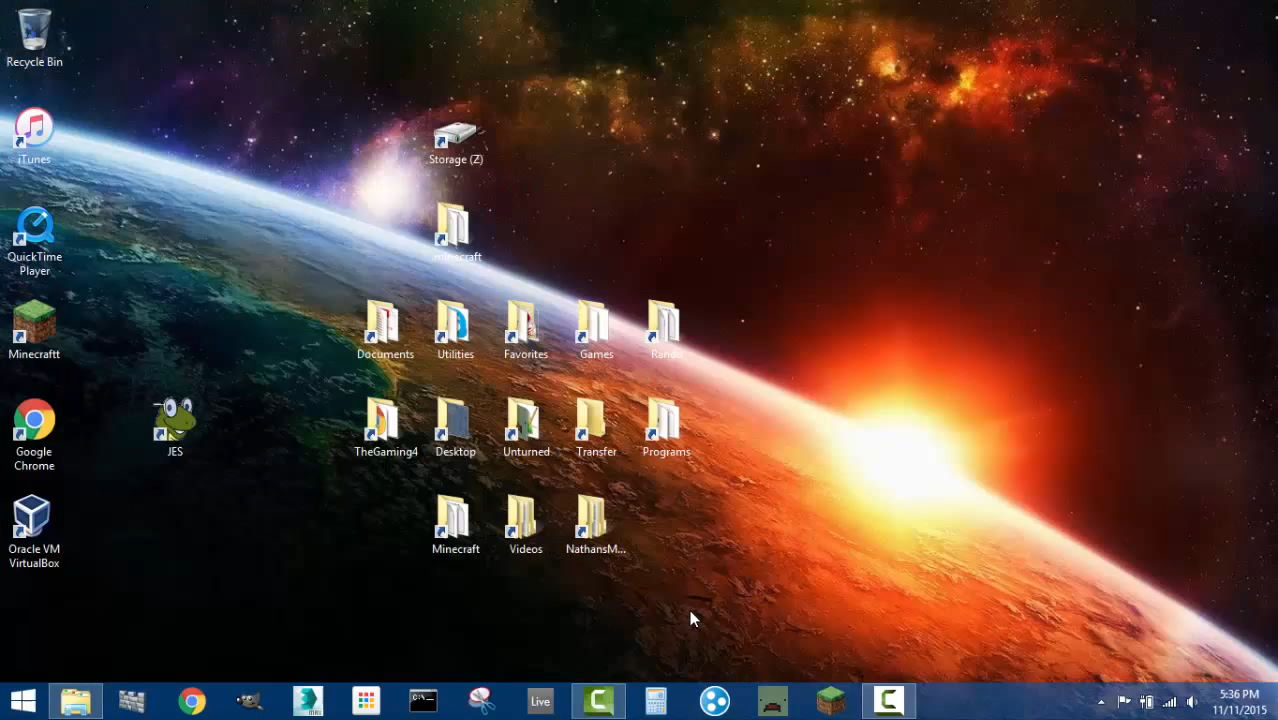 Recycle Bin
iTunes
Storage (Z)
QuickTime
Player
.minecraft
Minecraftt
Documents
Utilities
Favorites
Games
Google
Chrome
JES
TheGaming4
Desktop
Unturned
Transfer
Programs
Oracle VM
VirtualBox
Minecraft
Videos
NathansM...
Live
5:36 PM
11/11/2015